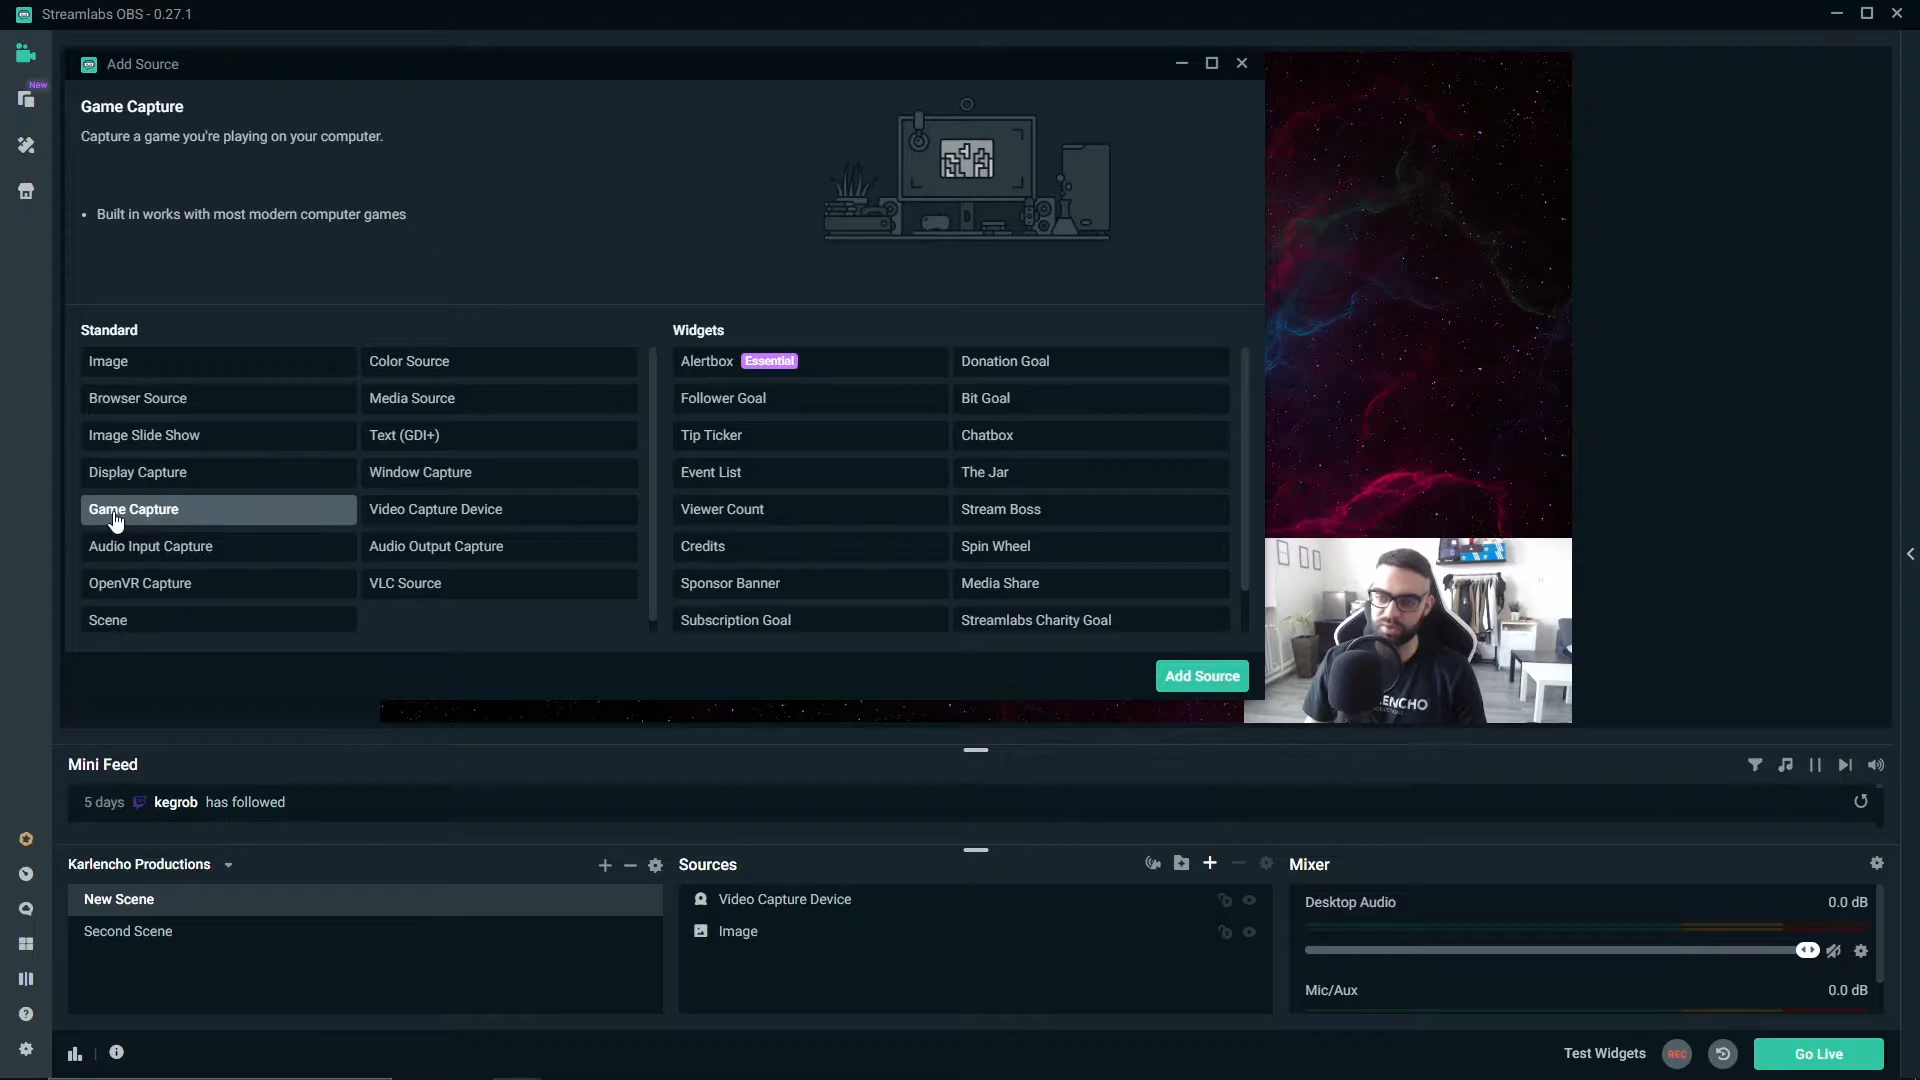 Streamlabs OBS - 0.27.1
New
Add Source
Game Capture
Capture a game you're playing on your computer.
• Built in works with most modern computer games
Standard
Image
Color Source
Browser Source
Media Source
Image Slide Show
Text (GDI+)
Display Capture
Window Capture
Game Capture
Video Capture Device
Audio Input Capture
Audio Output Capture
OpenVR Capture
VLC Source
Scene
Widgets
Alertbox Essential
Donation Goal
Follower Goal
Bit Goal
Tip Ticker
Chatbox
Event List
The Jar
Viewer Count
Stream Boss
Credits
Spin Wheel
Sponsor Banner
Media Share
Subscription Goal
Streamlabs Charity Goal
Add Source
ENCHO
Mini Feed
5 days kegrob has followed
Karlencho Productions
New Scene
Second Scene
Sources
Video Capture Device
Image
Mixer
Desktop Audio 0.0 dB
Mic/Aux 0.0 dB
Test Widgets
REC
Go Live